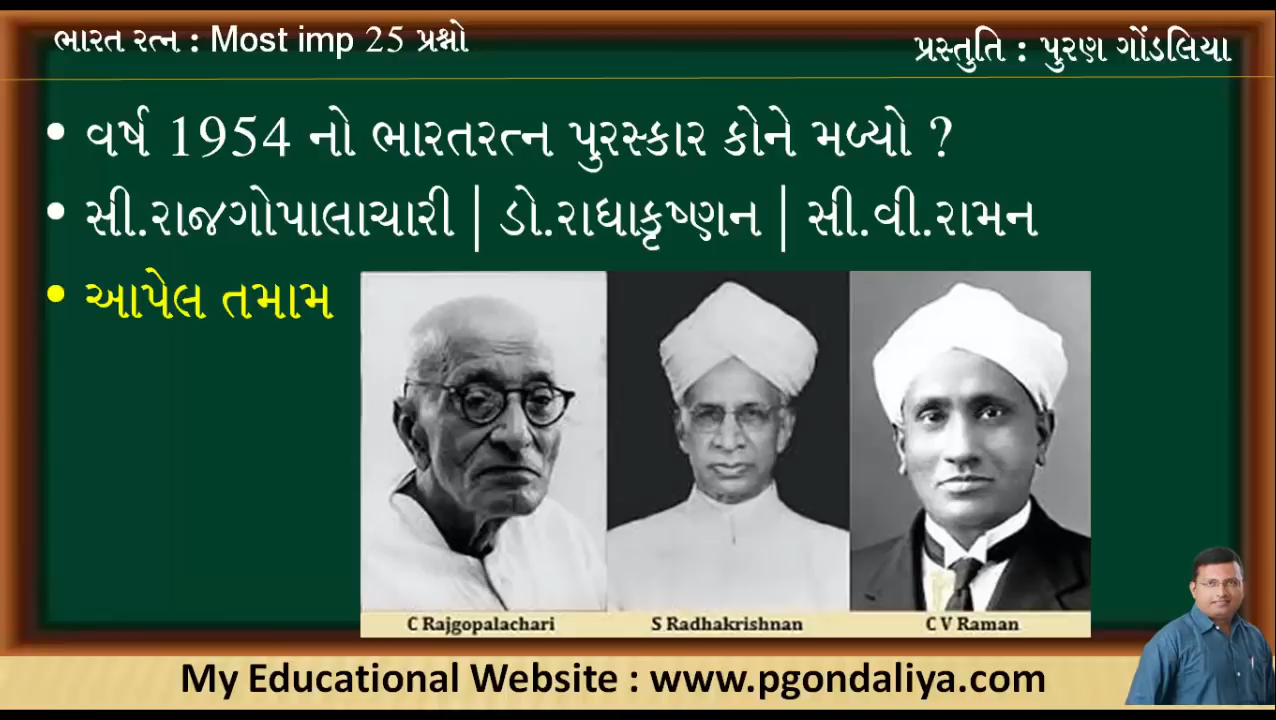 ભારત રત્ન : Most imp 25 પ્રશ્નો
પ્રસ્તુતિ : પુરણ ગોંડલિયા
• વર્ષ 1954 નો ભારતરત્ન પુરસ્કાર કોને મળ્યો ?
• સી.રાજગોપાલાચારી | ડો.રાધાકૃષ્ણન | સી.વી.રામન
• આપેલ તમામ
C Rajgopalachari
S Radhakrishnan
C V Raman
My Educational Website : www.pgondaliya.com